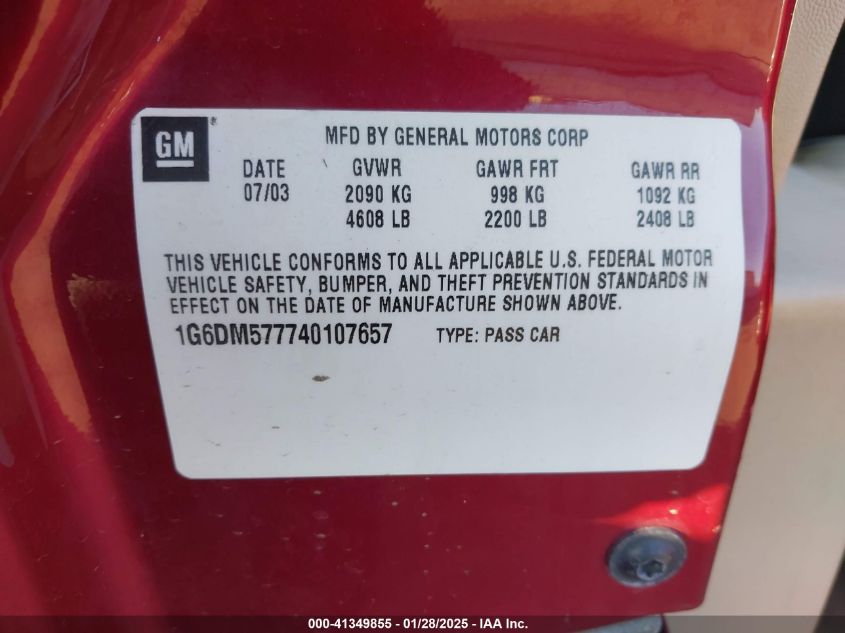 GM
MFD BY GENERAL MOTORS CORP
DATE GVWR GAWR FRT GAWR RR
07/03 2090 KG 998 KG 1092 KG
4608 LB 2200 LB 2408 LB
THIS VEHICLE CONFORMS TO ALL APPLICABLE U.S. FEDERAL MOTOR
VEHICLE SAFETY, BUMPER, AND THEFT PREVENTION STANDARDS IN
EFFECT ON THE DATE OF MANUFACTURE SHOWN ABOVE.
1G6DM577740107657 TYPE: PASS CAR
000-41349855 - 01/28/2025 - IAA Inc.